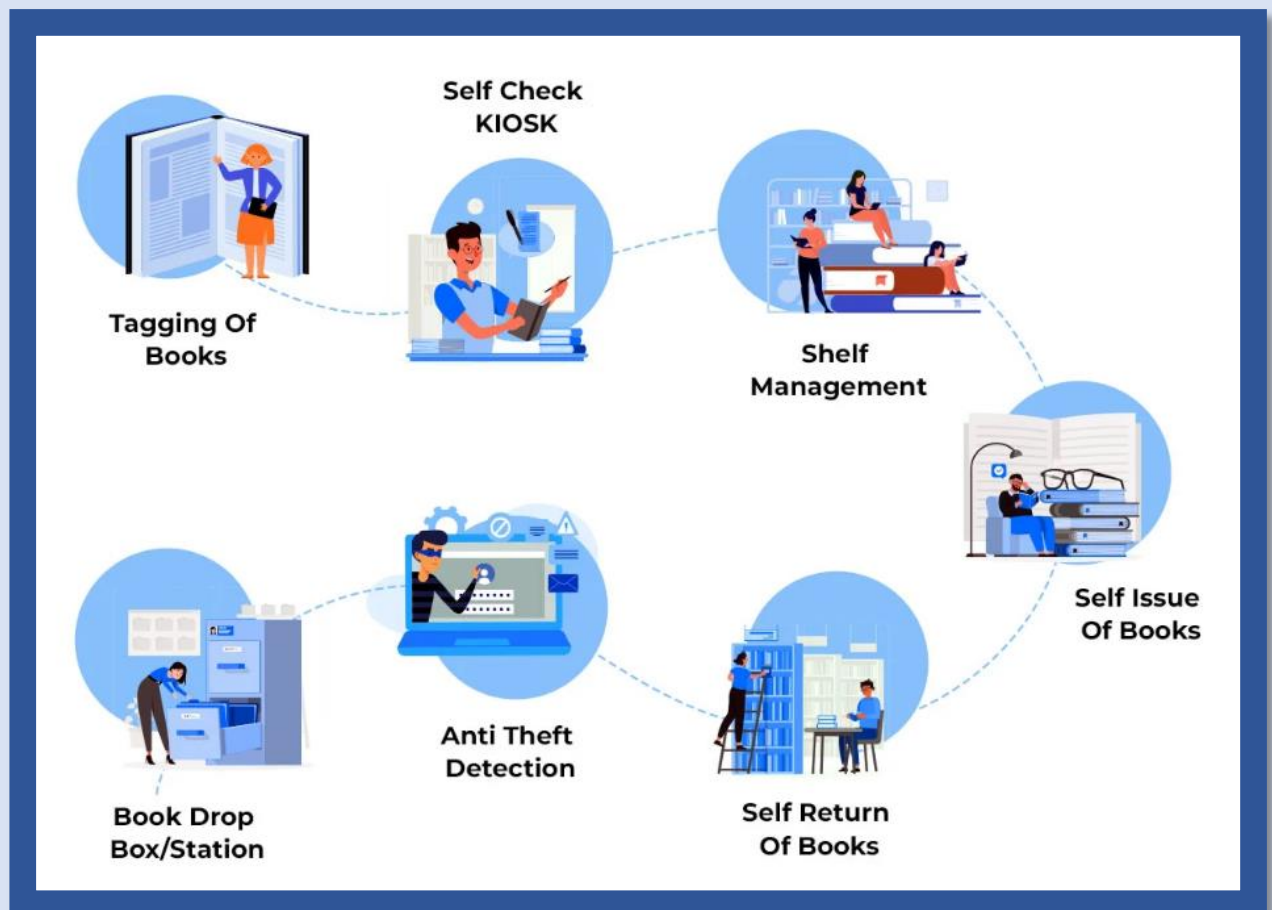 Tagging Of
Books
Self Check
KIOSK
Shelf
Management
Self Issue
Of Books
Self Return
Of Books
Anti Theft
Detection
Book Drop
Box/Station